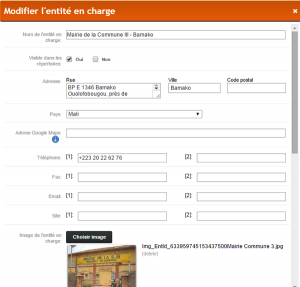 Modifier l'entité en charge
Nom de l'entité en charge
Mairie de la Commune III - Bamako
Visible dans les répertoires
Oui Non
Adresse
Rue
Ville
Code postal
BP E 1346 Bamako
Ouolofobougou, près de
Bamako
Pays
Mali
Adresse Google Maps
Téléphone
[1]
+223 20 22 62 76
[2]
Fax
[1]
[2]
Email
[1]
[2]
Site
[1]
[2]
Image de l'entité en charge
Choisir image
Img_Entid_633959745153437500Mairie Commune 3.jpg
(delete)